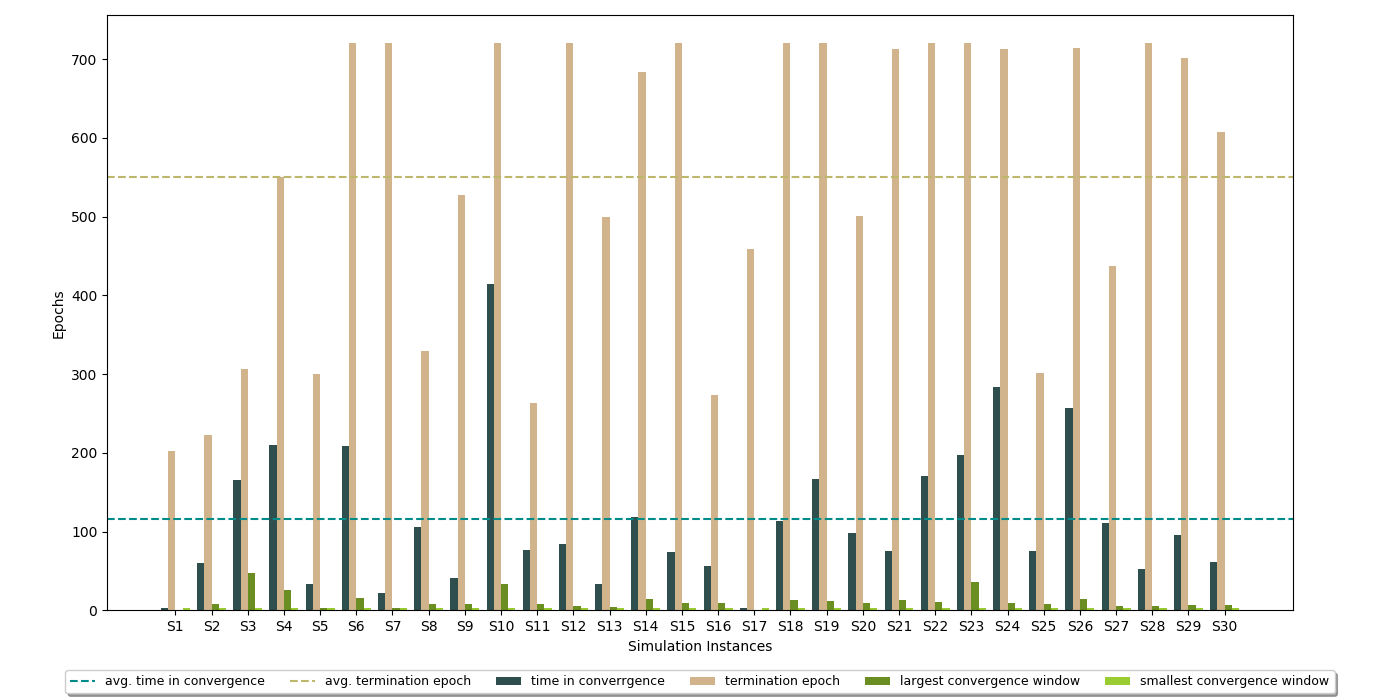 700
600
500
400
300
200
100
0
Epochs
S1 S2 S3 S4 S5 S6 S7 S8 S9 S10 S11 S12 S13 S14 S15 S16 S17 S18 S19 S20 S21 S22 S23 S24 S25 S26 S27 S28 S29 S30
Simulation Instances
avg. time in convergence avg. termination epoch time in converrgence termination epoch largest convergence window smallest convergence window